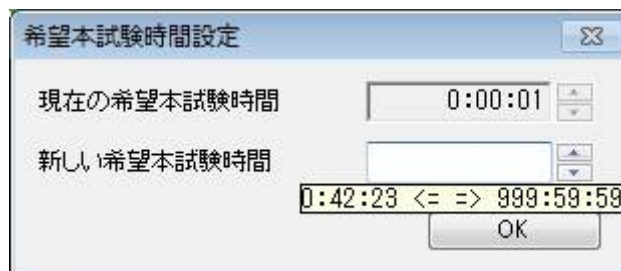 希望本試験時間設定
現在の希望本試験時間 0:00:01
新しい希望本試験時間
0:42:23 <= => 999:59:59
OK